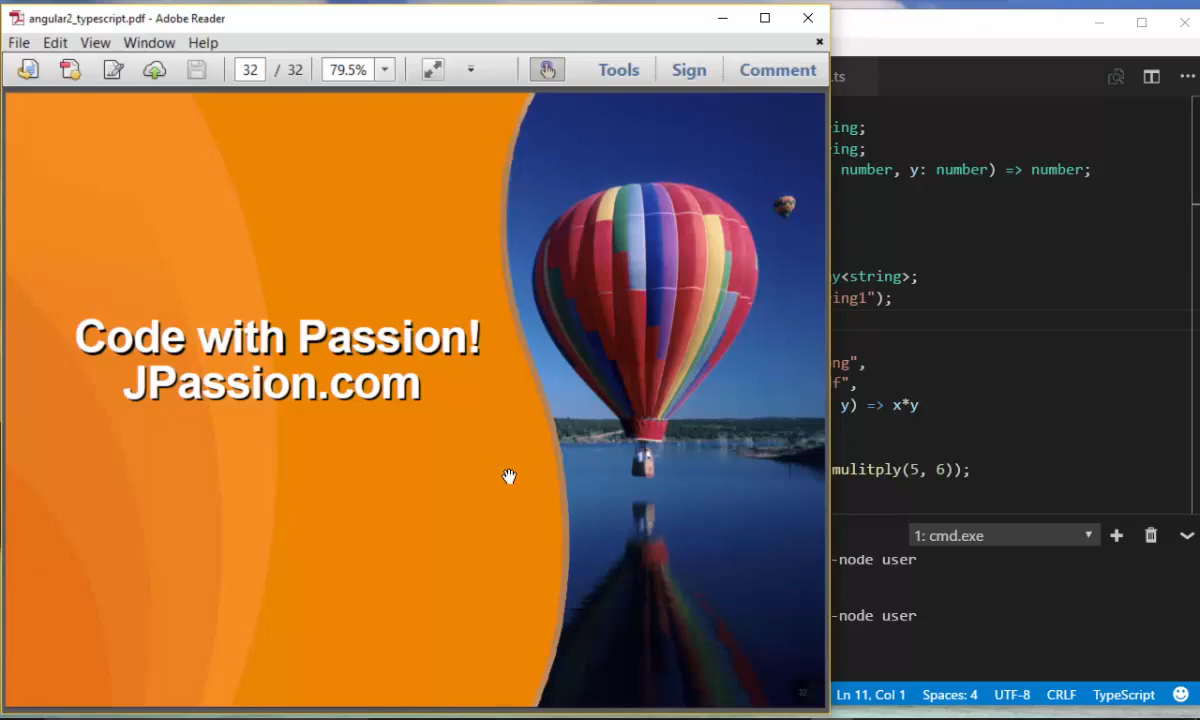 angular2_typescript.pdf - Adobe Reader
File Edit View Window Help
32 / 32 79.5% Tools Sign Comment
Code with Passion!
JPassion.com
32
.ts
ing;
ing;
number, y: number) => number;
y<string>;
ing1");
ng",
f",
y) => x*y
mulitply(5, 6));
1: cmd.exe
-node user
-node user
Ln 11, Col 1 Spaces: 4 UTF-8 CRLF TypeScript